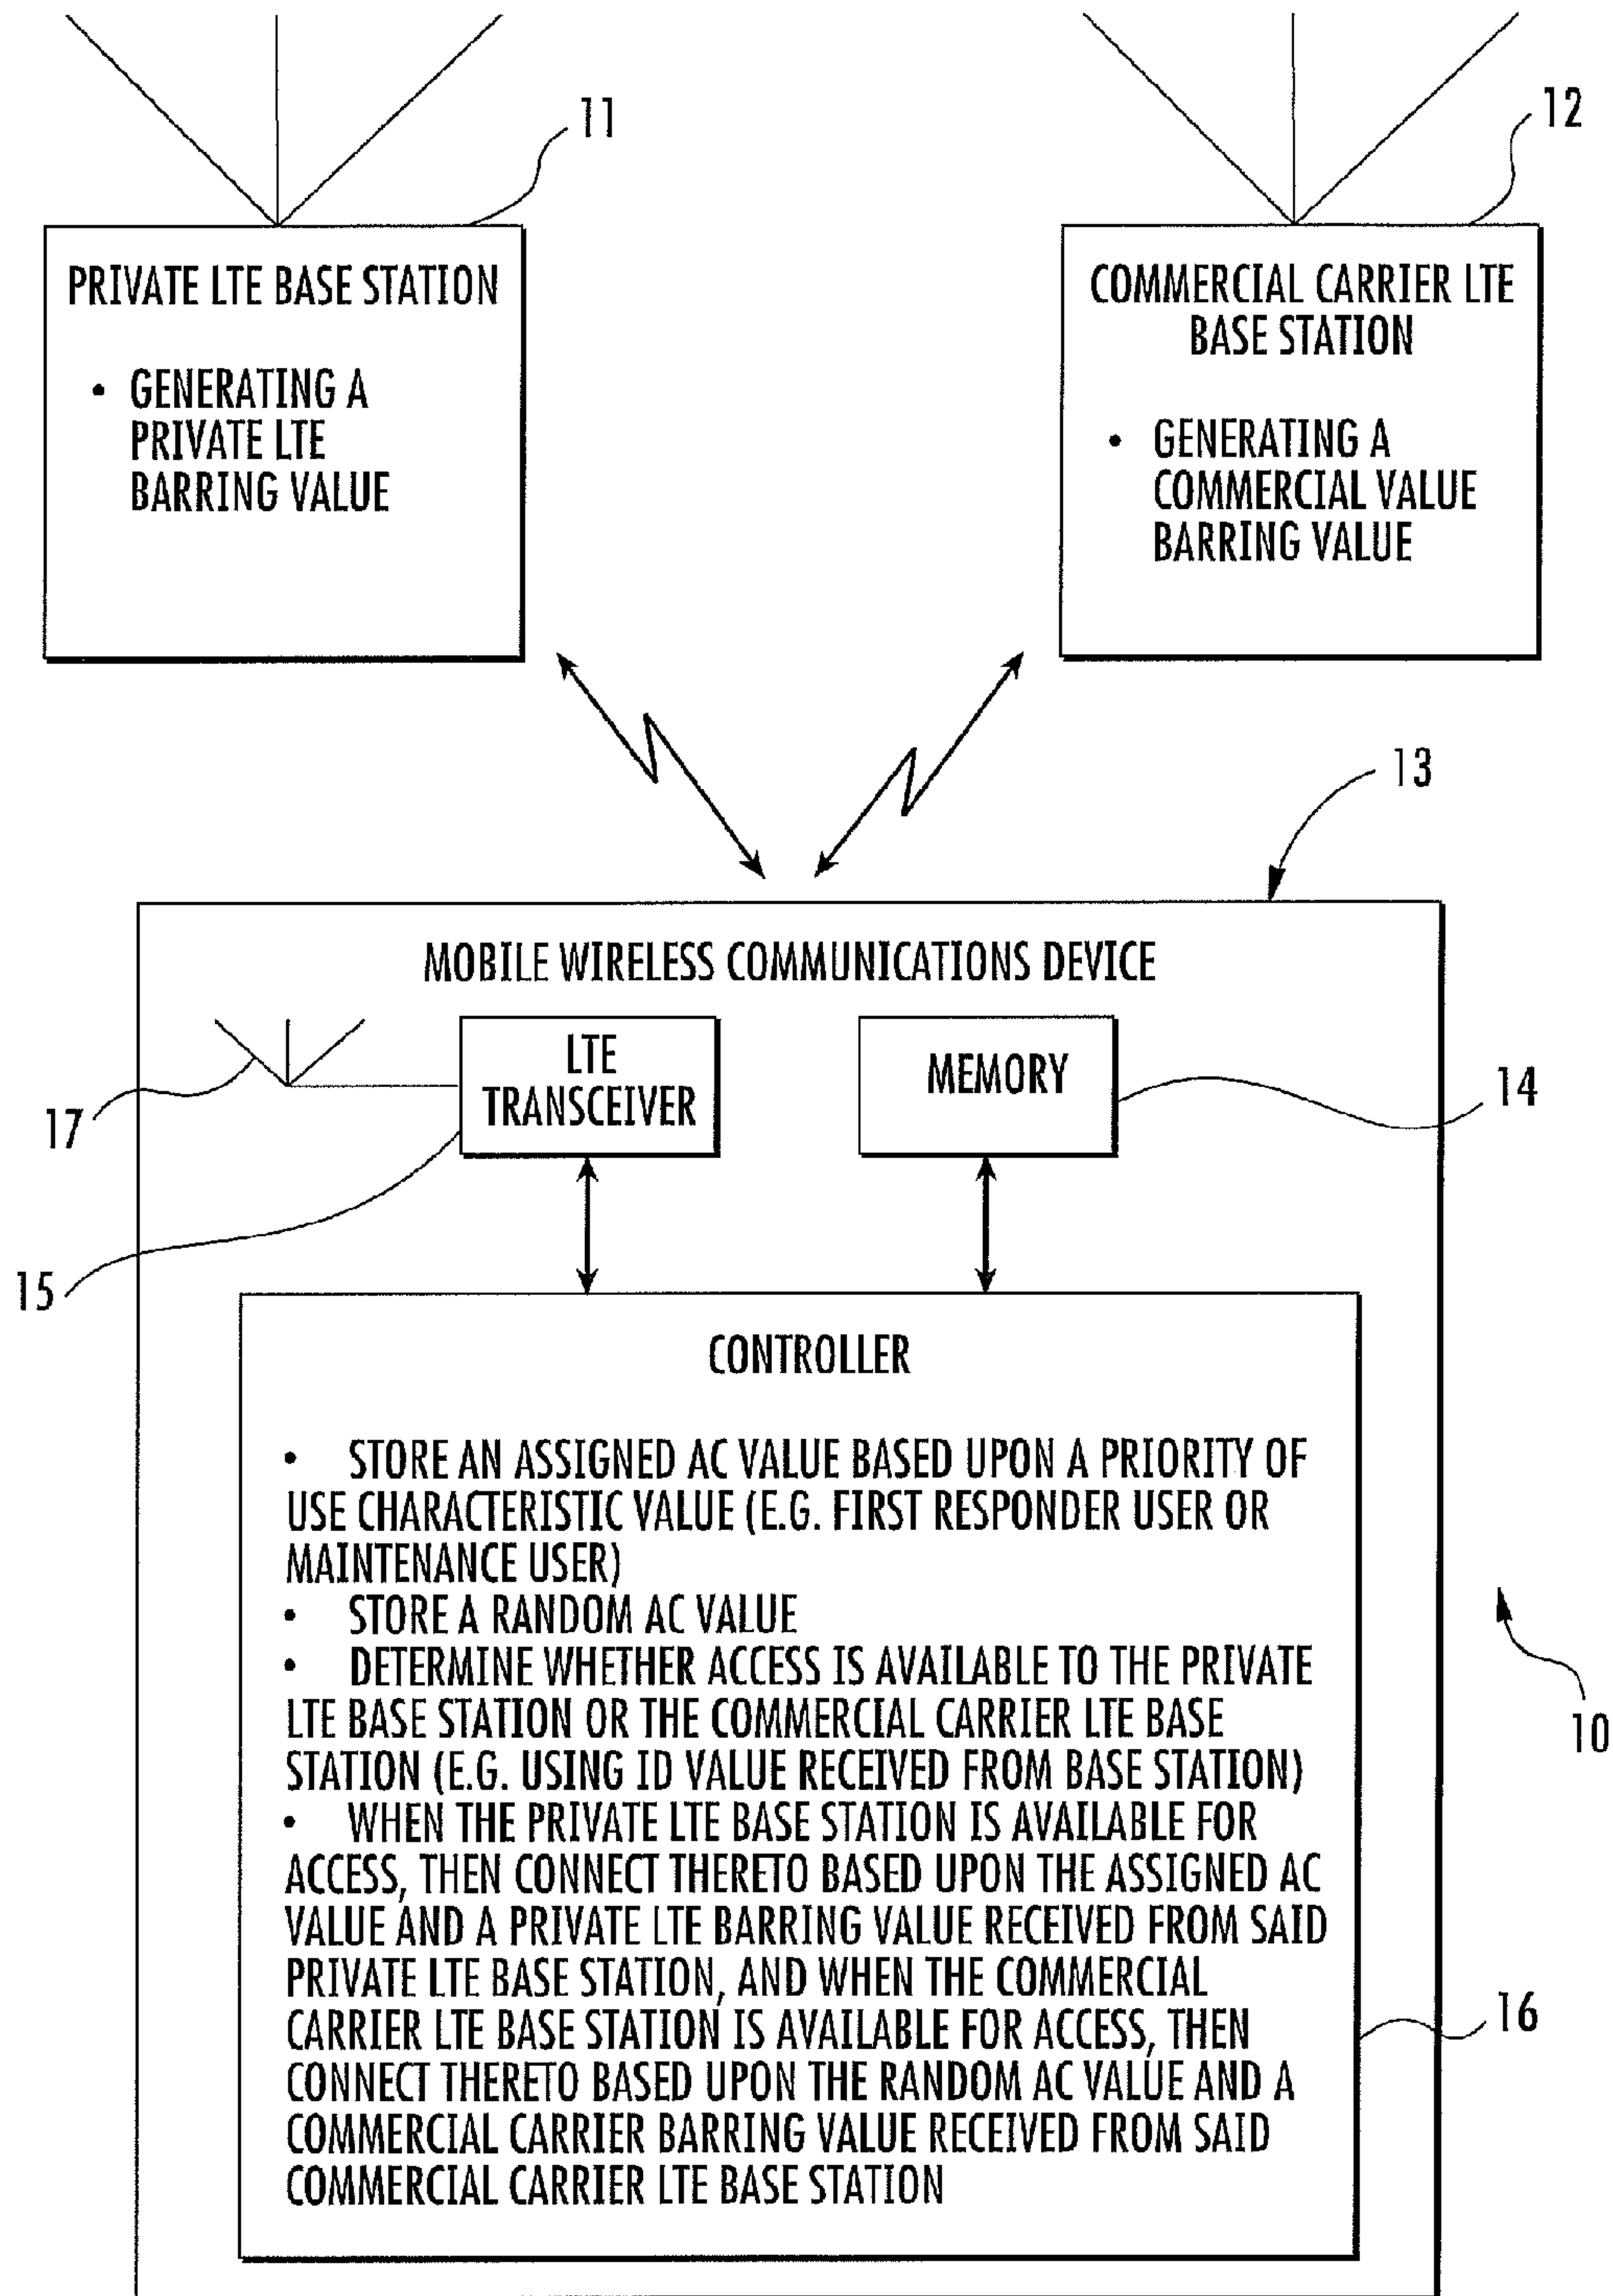 11
12
PRIVATE LTE BASE STATION
• GENERATING A
PRIVATE LTE
BARRING VALUE
COMMERCIAL CARRIER LTE
BASE STATION
• GENERATING A
COMMERCIAL VALUE
BARRING VALUE
13
MOBILE WIRELESS COMMUNICATIONS DEVICE
LTE
TRANSCEIVER
MEMORY
17
14
15
CONTROLLER
• STORE AN ASSIGNED AC VALUE BASED UPON A PRIORITY OF
USE CHARACTERISTIC VALUE (E.G. FIRST RESPONDER USER OR
MAINTENANCE USER)
• STORE A RANDOM AC VALUE
• DETERMINE WHETHER ACCESS IS AVAILABLE TO THE PRIVATE
LTE BASE STATION OR THE COMMERCIAL CARRIER LTE BASE
STATION (E.G. USING ID VALUE RECEIVED FROM BASE STATION)
• WHEN THE PRIVATE LTE BASE STATION IS AVAILABLE FOR
ACCESS, THEN CONNECT THERETO BASED UPON THE ASSIGNED AC
VALUE AND A PRIVATE LTE BARRING VALUE RECEIVED FROM SAID
PRIVATE LTE BASE STATION, AND WHEN THE COMMERCIAL
CARRIER LTE BASE STATION IS AVAILABLE FOR ACCESS, THEN
CONNECT THERETO BASED UPON THE RANDOM AC VALUE AND A
COMMERCIAL CARRIER BARRING VALUE RECEIVED FROM SAID
COMMERCIAL CARRIER LTE BASE STATION
10
16